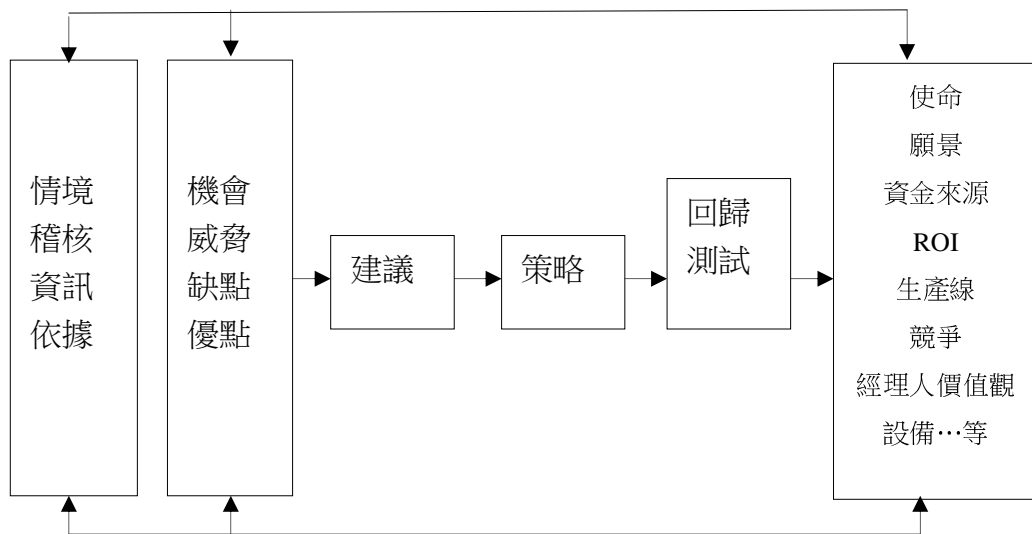 情境
稽核
資訊
依據
機會
威脅
缺點
優點
建議
策略
回歸
測試
使命
願景
資金來源
ROI
生產線
競爭
經理人價值觀
設備…等